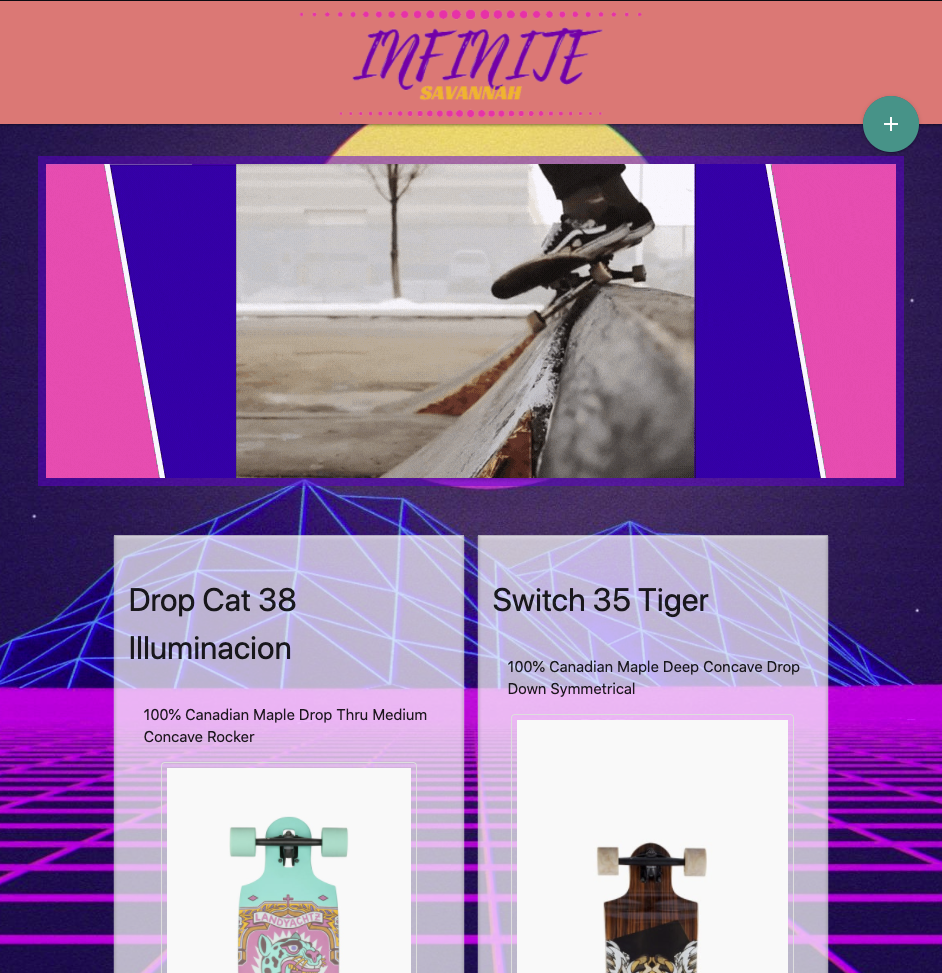 INFINITE
SAVANNAH
+
Drop Cat 38
Illuminacion
100% Canadian Maple Drop Thru Medium
Concave Rocker
LANDYACHTZ
Switch 35 Tiger
100% Canadian Maple Deep Concave Drop
Down Symmetrical